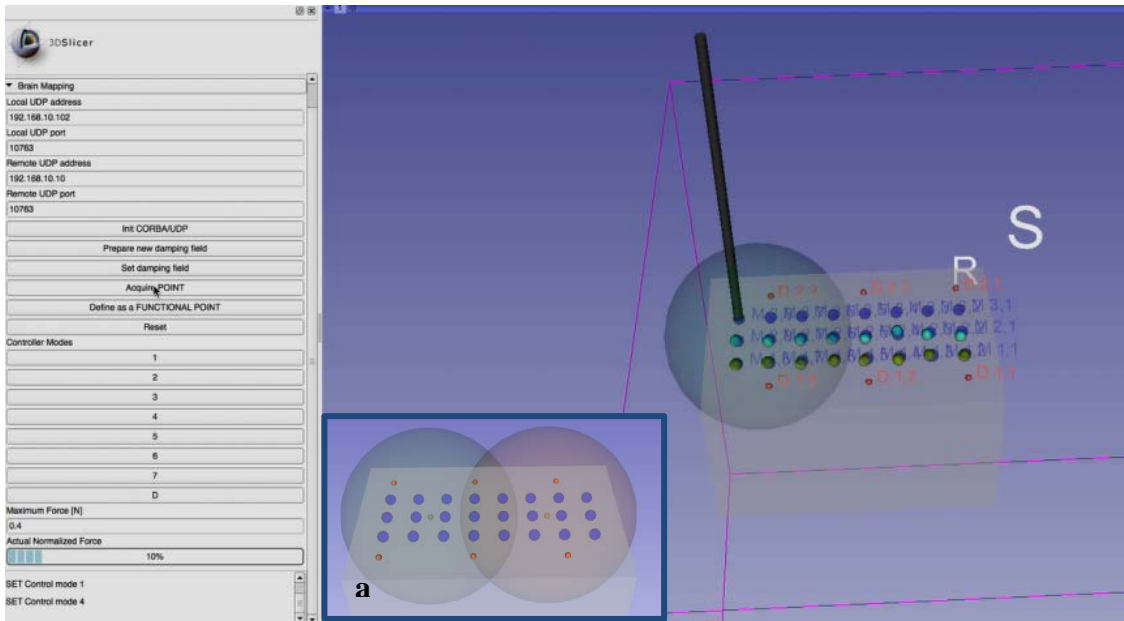 3DSlicer
Brain Mapping
Local UDP address
192.168.10.102
Local UDP port
10763
Remote UDP address
192.168.10.10
Remote UDP port
10763
Init CORBA/UDP
Prepare new damping field
Set damping field
Acquire POINT
Define as a FUNCTIONAL POINT
Reset
Controller Modes
1
2
3
4
5
6
7
D
Maximum Force [N]
0.4
Actual Normalized Force
10%
SET Control mode 1
SET Control mode 4
1
S
R
M 3,1
M 2,1
M 1,1
D 1 2
D 1 1
a